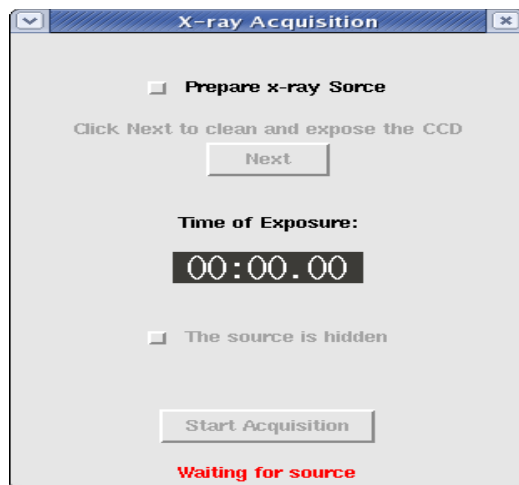 X-ray Acquisition
Prepare x-ray Sorce
Click Next to clean and expose the CCD
Next
Time of Exposure:
00:00.00
The source is hidden
Start Acquisition
Waiting for source